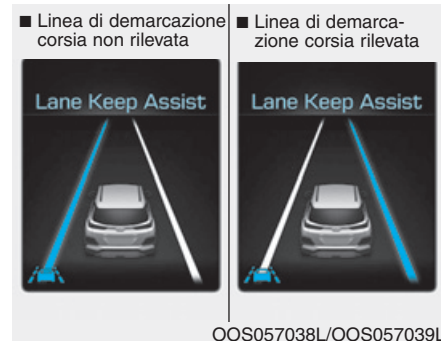 ■ Linea di demarcazione
corsia non rilevata
■ Linea di demarca-
zione corsia rilevata
Lane Keep Assist
Lane Keep Assist
OOS057038L/OOS057039L